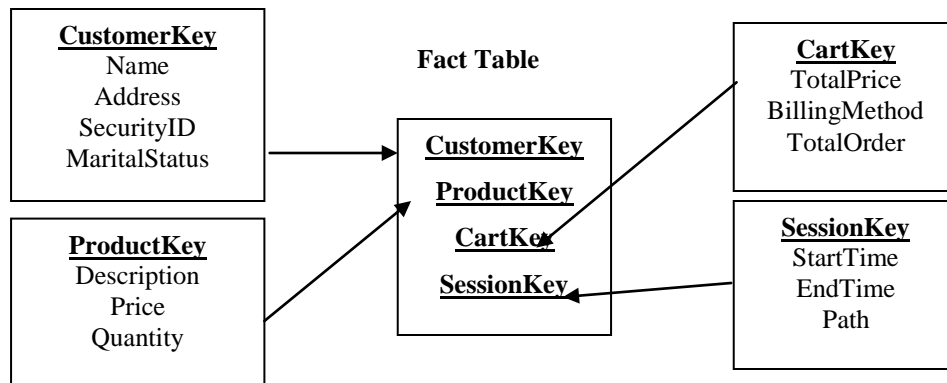 CustomerKey
Name
Address
SecurityID
MaritalStatus
ProductKey
Description
Price
Quantity
Fact Table
CustomerKey
ProductKey
CartKey
SessionKey
CartKey
TotalPrice
BillingMethod
TotalOrder
SessionKey
StartTime
EndTime
Path